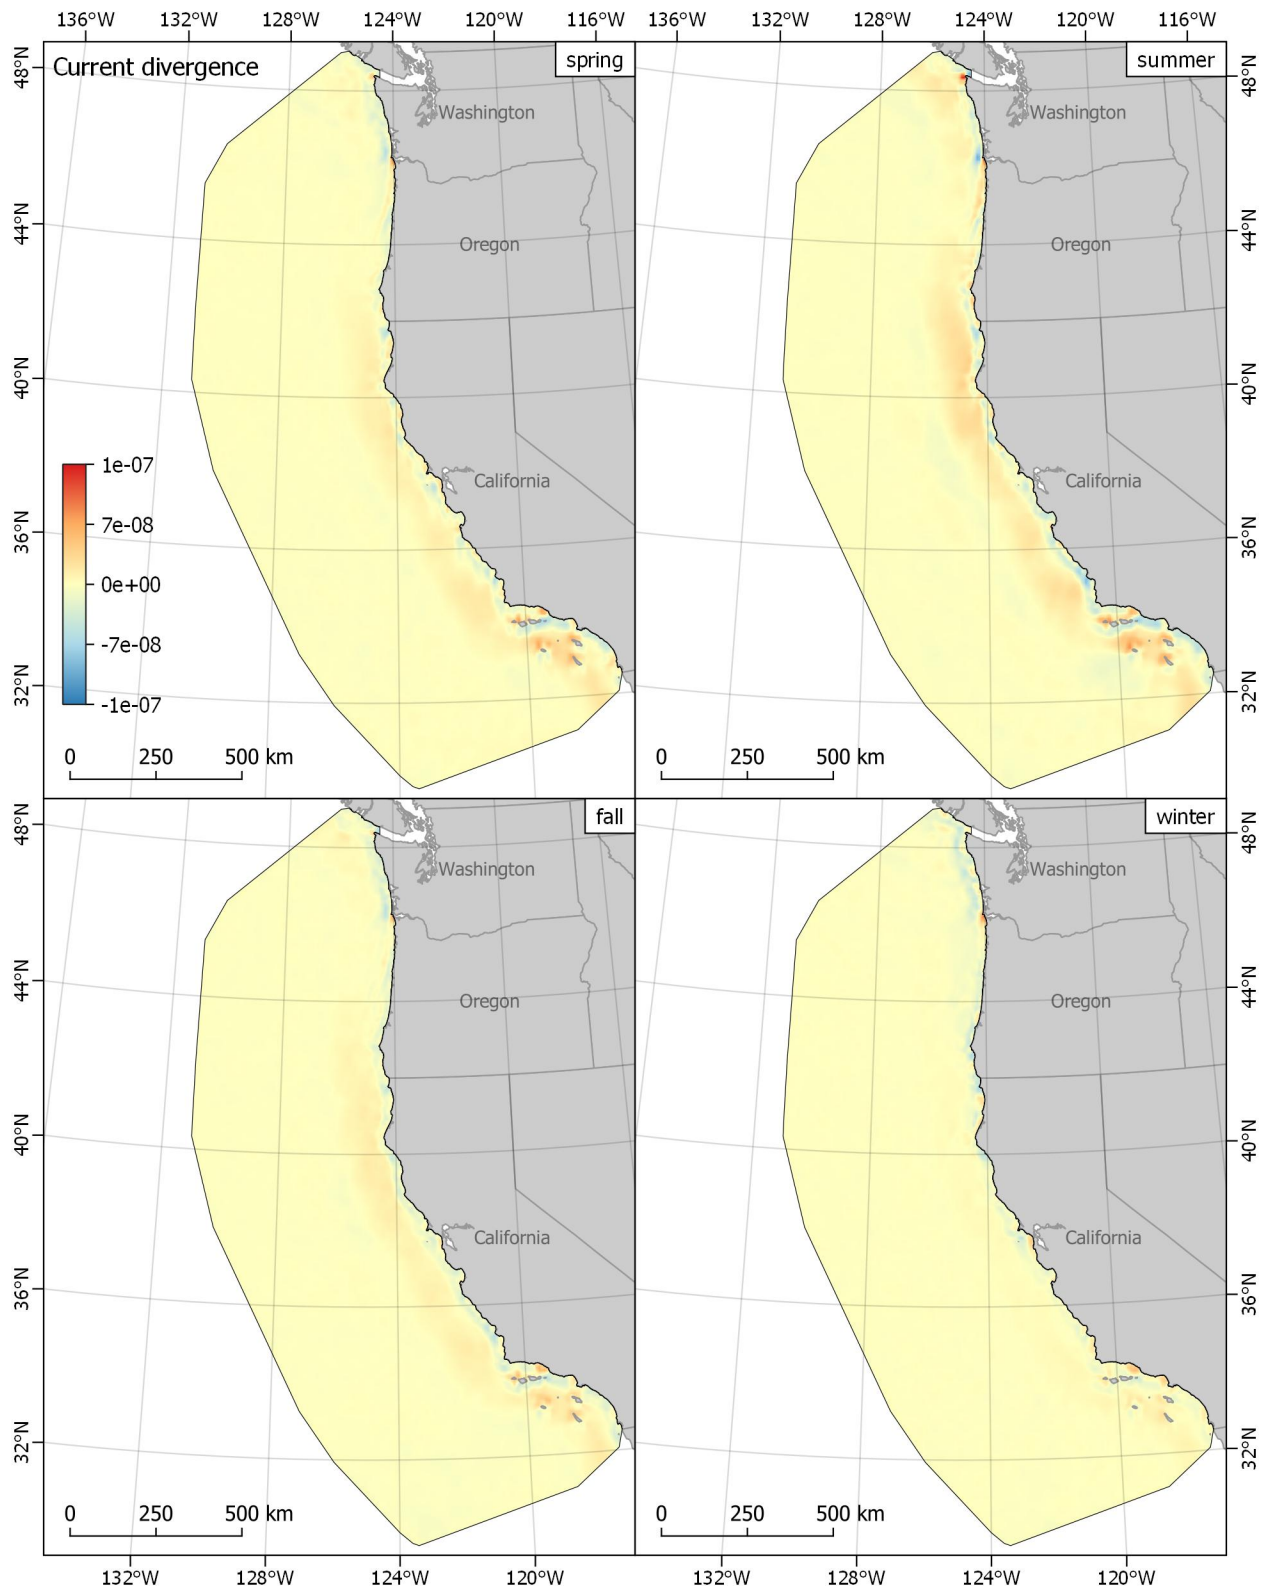 136°W 132°W 128°W 124°W 120°W 116°W 136°W 132°W 128°W 124°W 120°W 116°W
Current divergence
spring
summer
48°N
48°N
Washington
Washington
44°N
44°N
Oregon
Oregon
40°N
40°N
1e-07
7e-08
0e+00
-7e-08
-1e-07
California
California
36°N
36°N
32°N
32°N
0 250 500 km
0 250 500 km
fall
winter
48°N
48°N
Washington
Washington
44°N
44°N
Oregon
Oregon
40°N
40°N
California
California
36°N
36°N
32°N
32°N
0 250 500 km
0 250 500 km
132°W 128°W 124°W 120°W 132°W 128°W 124°W 120°W